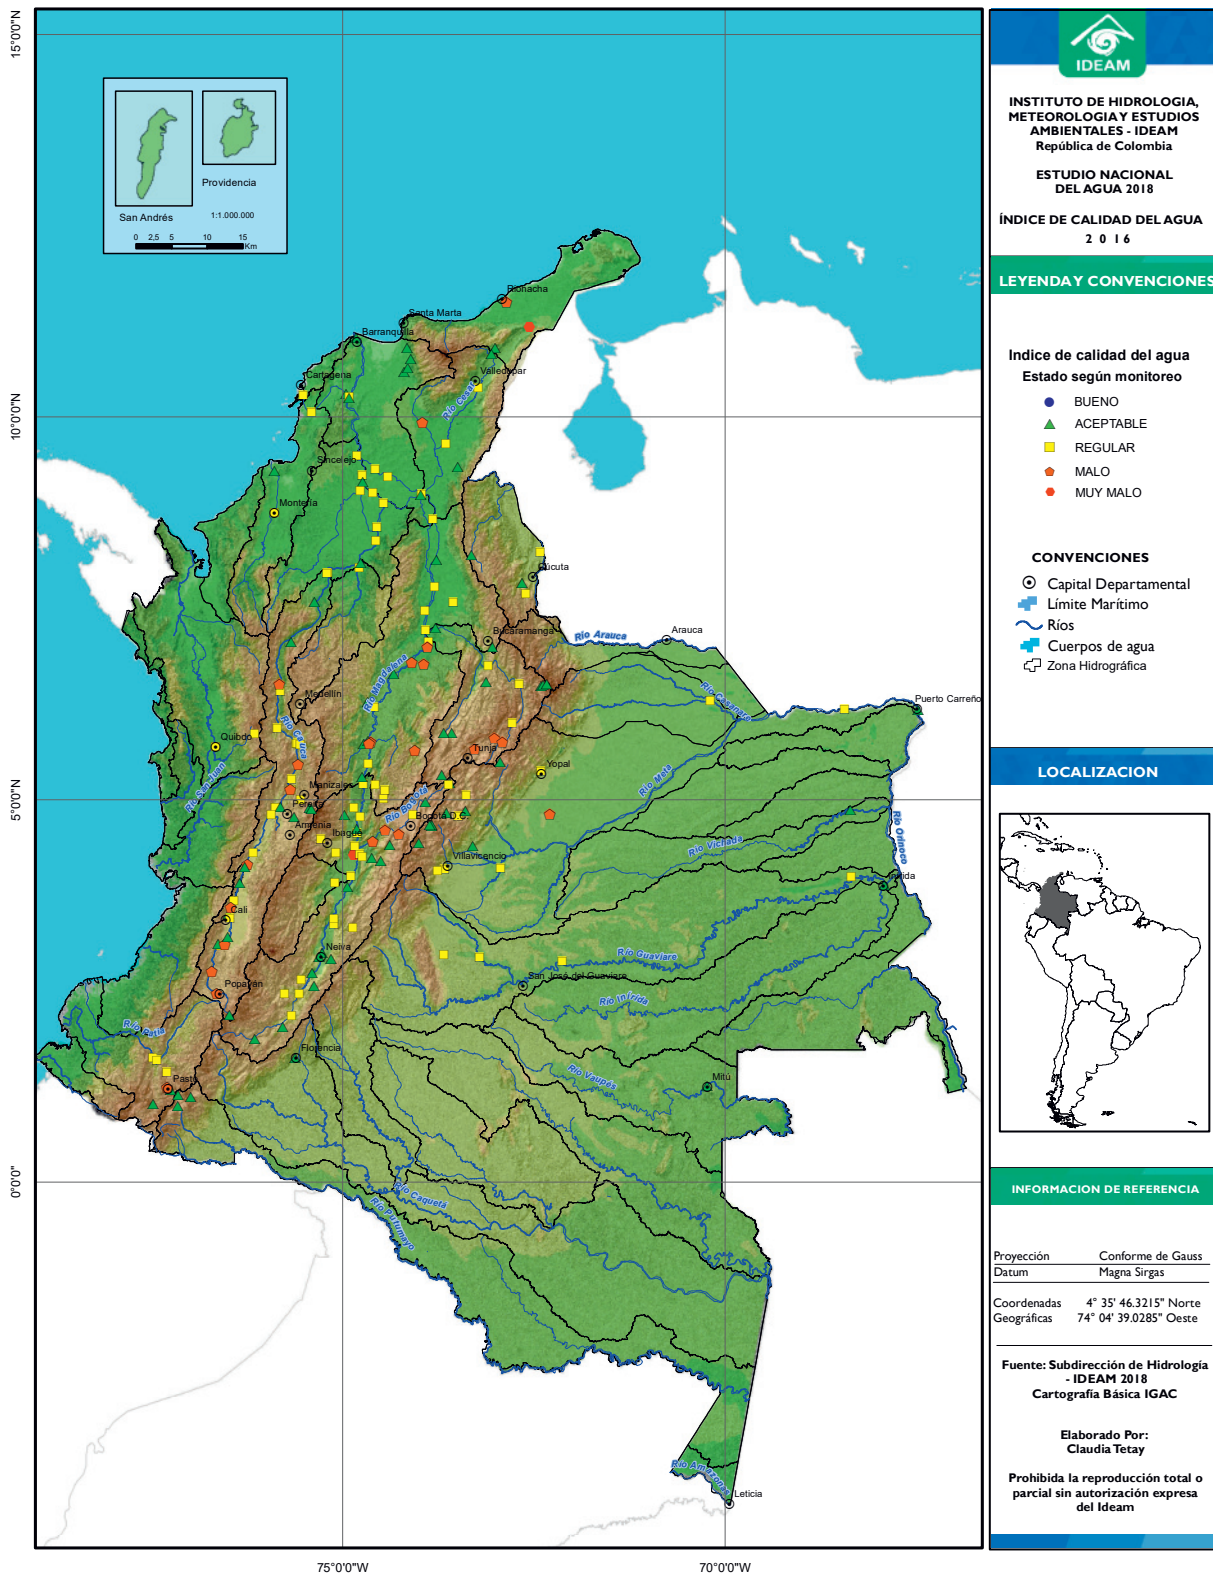 15°0'0"N
10°0'0"N
5°0'0"N
0°0'0"
75°0'0"W
70°0'0"W
San Andrés
Providencia
1:1.000.000
0 2,5 5 10 15
Km
Riohacha
Santa Marta
Barranquilla
Cartagena
Valledupar
Río Cesar
Sincelejo
Montería
Cúcuta
Bucaramanga
Río Arauca
Arauca
Río Magdalena
Medellín
Río Casanare
Puerto Carreño
Quibdo
Río Cauca
Tunja
Yopal
Río San Juan
Manizales
Pereira
Armenia
Ibagué
Río Bogotá
Bogotá D.C
Río Meta
Río Vichada
Río Orinoco
Villavicencio
Inírida
Cali
Neiva
Río Guaviare
San José del Guaviare
Río Inírida
Popayán
Río Patía
Florencia
Río Vaupés
Mitú
Pasto
Río Caquetá
Río Putumayo
Río Amazonas
Leticia
IDEAM
INSTITUTO DE HIDROLOGIA,
METEOROLOGIA Y ESTUDIOS
AMBIENTALES - IDEAM
República de Colombia
ESTUDIO NACIONAL
DEL AGUA 2018
ÍNDICE DE CALIDAD DEL AGUA
2 0 1 6
LEYENDA Y CONVENCIONES
Indice de calidad del agua
Estado según monitoreo
BUENO
ACEPTABLE
REGULAR
MALO
MUY MALO
CONVENCIONES
Capital Departamental
Límite Marítimo
Ríos
Cuerpos de agua
Zona Hidrográfica
LOCALIZACION
INFORMACION DE REFERENCIA
Proyección Conforme de Gauss
Datum Magna Sirgas
Coordenadas 4° 35' 46.3215" Norte
Geográficas 74° 04' 39.0285" Oeste
Fuente: Subdirección de Hidrología
- IDEAM 2018
Cartografía Básica IGAC
Elaborado Por:
Claudia Tetay
Prohibida la reproducción total o
parcial sin autorización expresa
del Ideam